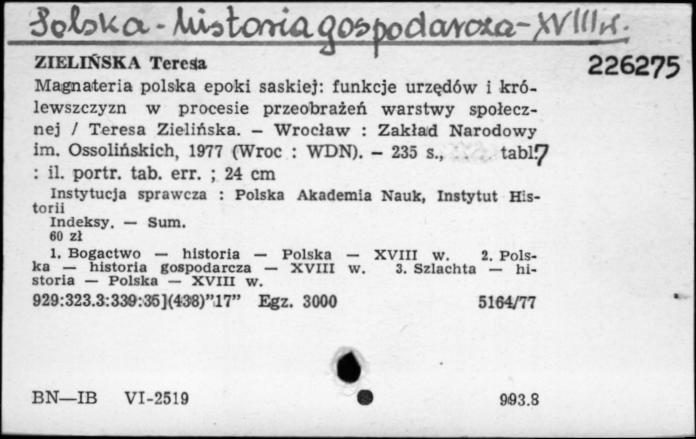 Polska - historia gospodarcza - XVIII w.
ZIELIŃSKA Teresa
226275
Magnateria polska epoki saskiej: funkcje urzędów i kró-
lewszczyzn w procesie przeobrażeń warstwy społecz-
nej / Teresa Zielińska. — Wrocław : Zakład Narodowy
im. Ossolińskich, 1977 (Wroc : WDN). — 235 s., tabl. 7
: il. portr. tab. err. ; 24 cm
Instytucja sprawcza : Polska Akademia Nauk, Instytut His-
torii
Indeksy. — Sum.
60 zł
1. Bogactwo — historia — Polska — XVIII w. 2. Pols-
ka — historia gospodarcza — XVIII w. 3. Szlachta — hi-
storia — Polska — XVIII w.
929:323.3:339:36](438)”17” Egz. 3000 5164/77
BN—IB VI-2519 993.8